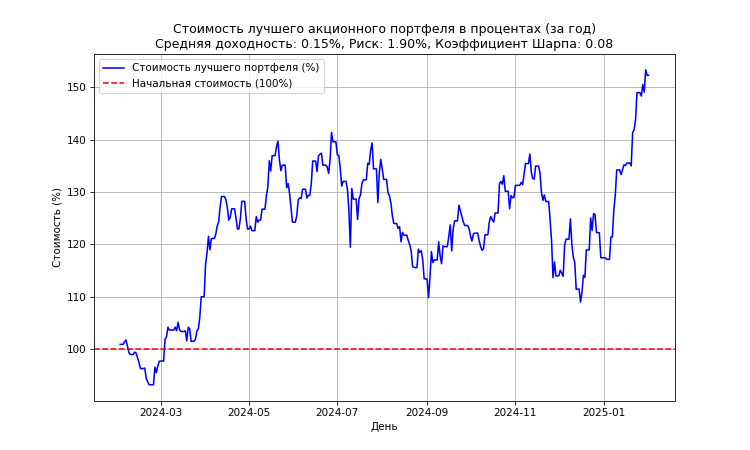 Стоимость лучшего акционного портфеля в процентах (за год)
Средняя доходность: 0.15%, Риск: 1.90%, Коэффициент Шарпа: 0.08
Стоимость лучшего портфеля (%)
Начальная стоимость (100%)
Стоимость (%)
150
140
130
120
110
100
2024-03 2024-05 2024-07 2024-09 2024-11 2025-01
День